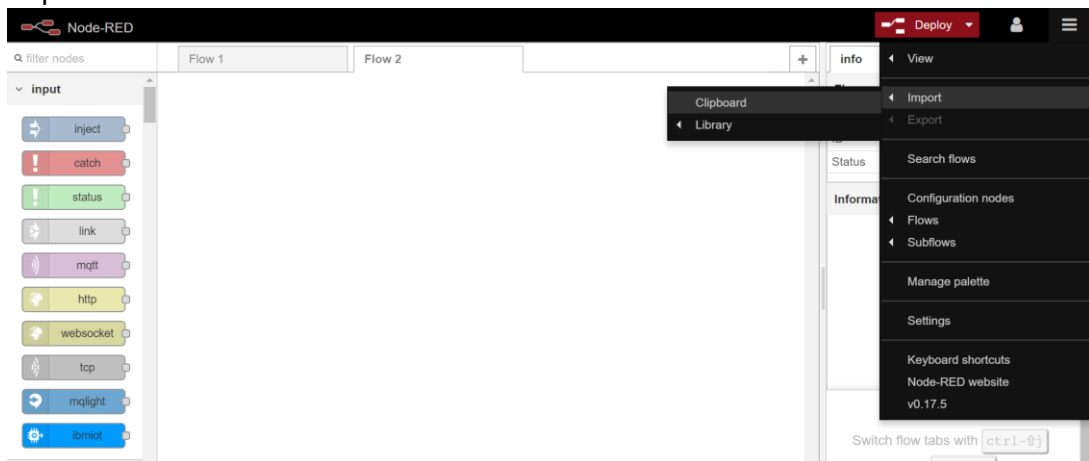 Node-RED
Deploy
filter nodes
Flow 1
Flow 2
+
info
input
inject
catch
status
link
mqtt
http
websocket
tcp
mqlight
ibmiot
View
Import
Export
Clipboard
Library
Status
Search flows
Informa
Configuration nodes
Flows
Subflows
Manage palette
Settings
Keyboard shortcuts
Node-RED website
v0.17.5
Switch flow tabs with ctrl-⇧j